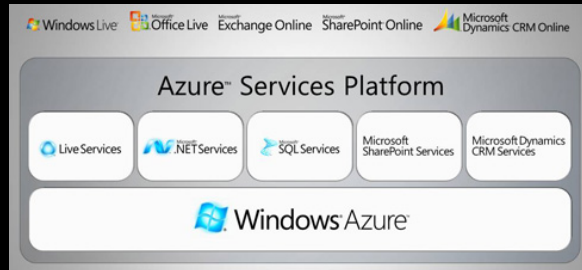 Windows Live Microsoft Office Live Microsoft Exchange Online Microsoft SharePoint Online Microsoft Dynamics CRM Online
Azure™ Services Platform
Live Services Microsoft .NET Services Microsoft SQL Services Microsoft SharePoint Services Microsoft Dynamics CRM Services
Windows Azure